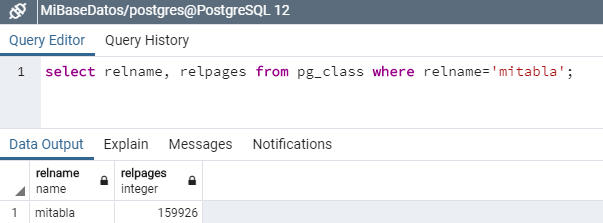 MiBaseDatos/postgres@PostgreSQL 12
Query Editor Query History
1 select relname, relpages from pg_class where relname='mitabla';
Data Output Explain Messages Notifications
relname relpages
name integer
1 mitabla 159926